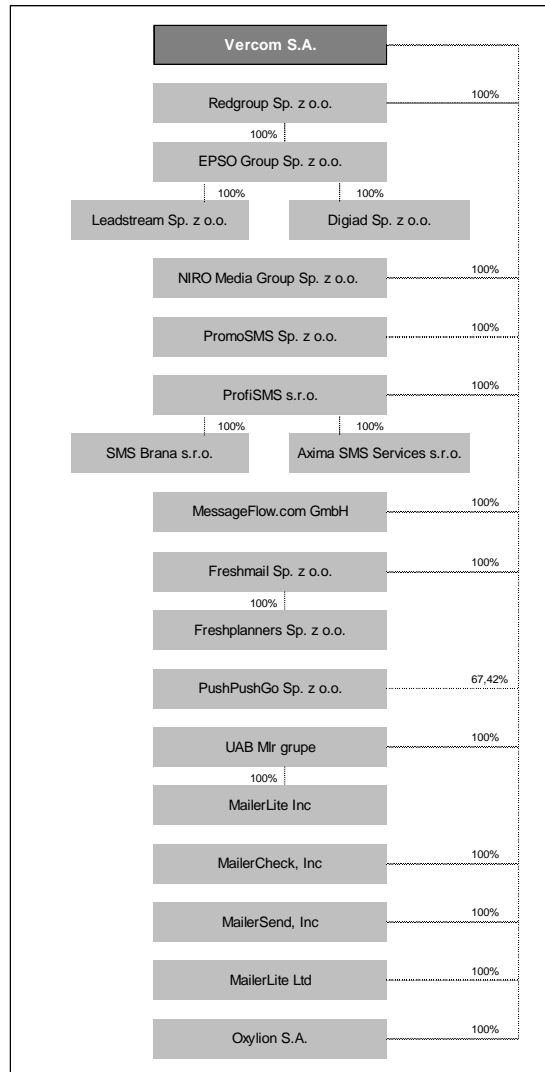 Vercom S.A.
Redgroup Sp. z o.o.
100%
100%
EPSO Group Sp. z o.o.
100%
100%
Leadstream Sp. z o.o.
Digiad Sp. z o.o.
NIRO Media Group Sp. z o.o.
100%
PromoSMS Sp. z o.o.
100%
ProfiSMS s.r.o.
100%
100%
100%
SMS Brana s.r.o.
Axima SMS Services s.r.o.
MessageFlow.com GmbH
100%
Freshmail Sp. z o.o.
100%
100%
Freshplanners Sp. z o.o.
PushPushGo Sp. z o.o.
67,42%
UAB Mlr grupe
100%
100%
MailerLite Inc
MailerCheck, Inc
100%
MailerSend, Inc
100%
MailerLite Ltd
100%
Oxylion S.A.
100%